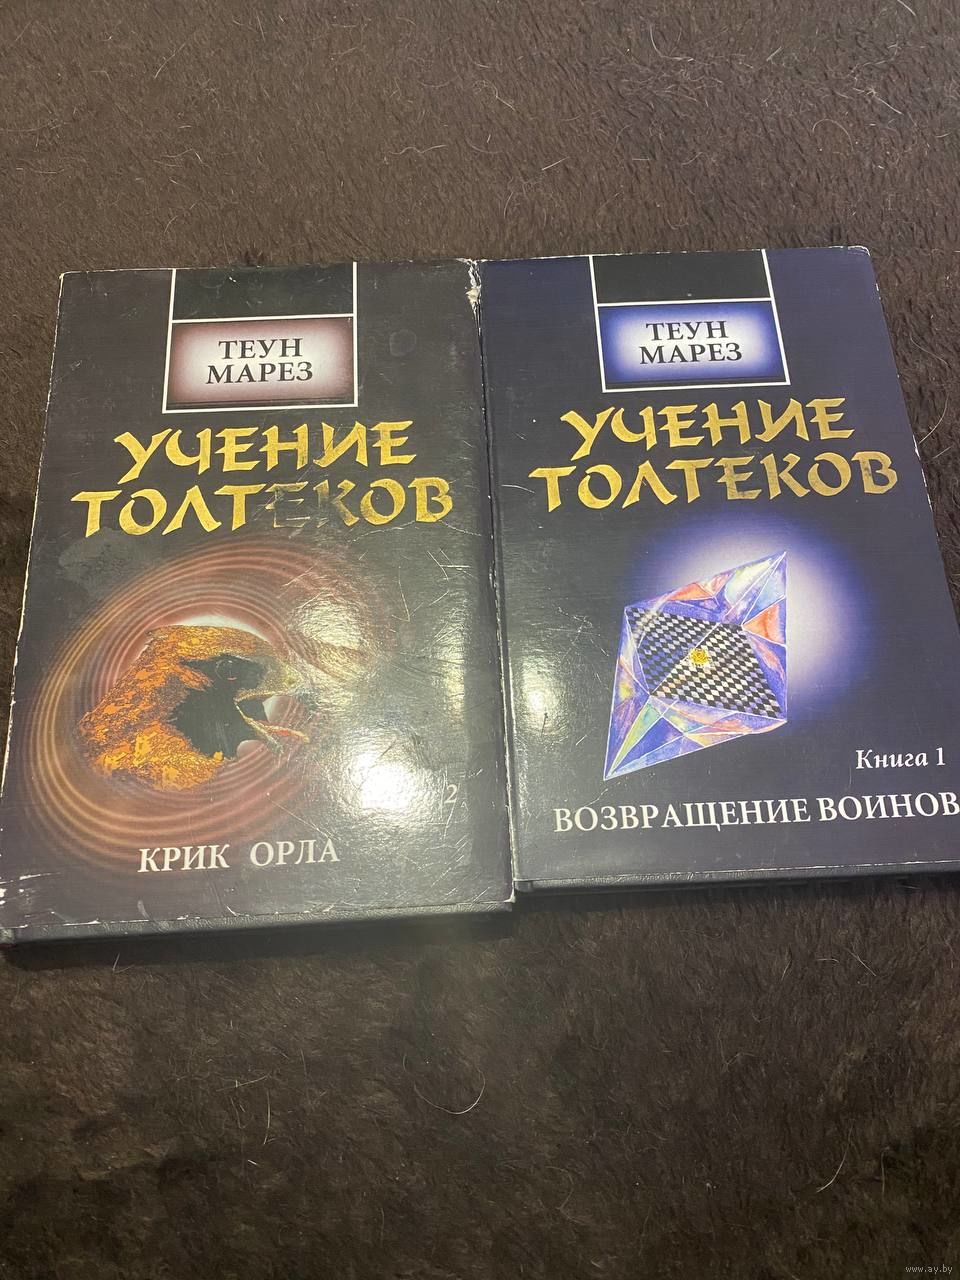 ТЕУН
МАРЕЗ
УЧЕНИЕ
ТОЛТЕКОВ
2
КРИК ОРЛА
ТЕУН
МАРЕЗ
УЧЕНИЕ
ТОЛТЕКОВ
Книга 1
ВОЗВРАЩЕНИЕ ВОИНОВ
www.ay.by